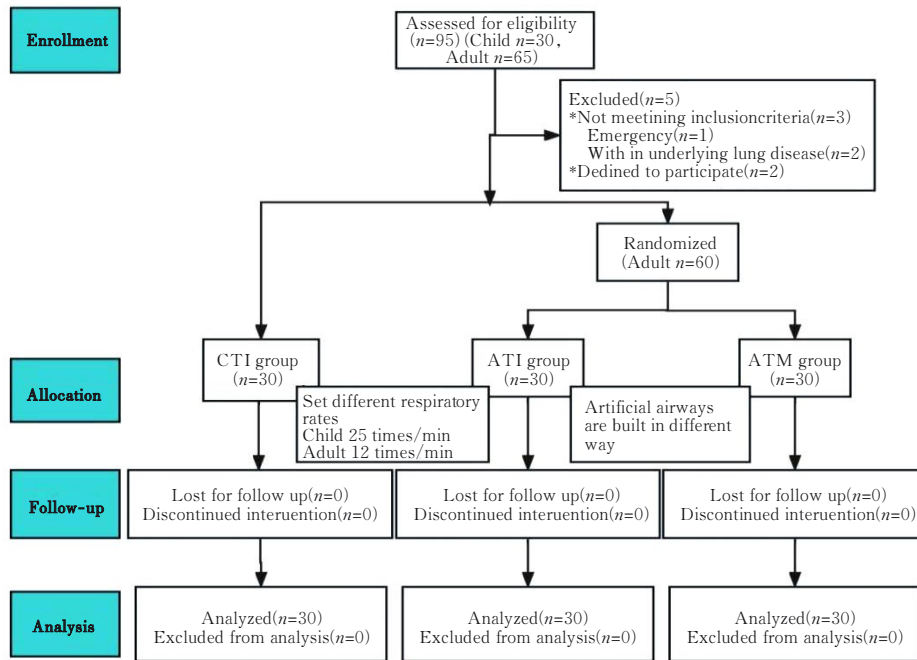 Enrollment
Assessed for eligibility
(n=95) (Child n=30,
Adult n=65)
Excluded(n=5)
*Not meetining inclusioncriteria(n=3)
Emergency(n=1)
With in underlying lung disease(n=2)
*Dedined to participate(n=2)
Randomized
(Adult n=60)
Allocation
CTI group
(n=30)
ATI group
(n=30)
ATM group
(n=30)
Set different respiratory
rates
Child 25 times/min
Adult 12 times/min
Artificial airways
are built in different
way
Follow-up
Lost for follow up(n=0)
Discontinued interuention(n=0)
Lost for follow up(n=0)
Discontinued interuention(n=0)
Lost for follow up(n=0)
Discontinued interuention(n=0)
Analysis
Analyzed(n=30)
Excluded from analysis(n=0)
Analyzed(n=30)
Excluded from analysis(n=0)
Analyzed(n=30)
Excluded from analysis(n=0)